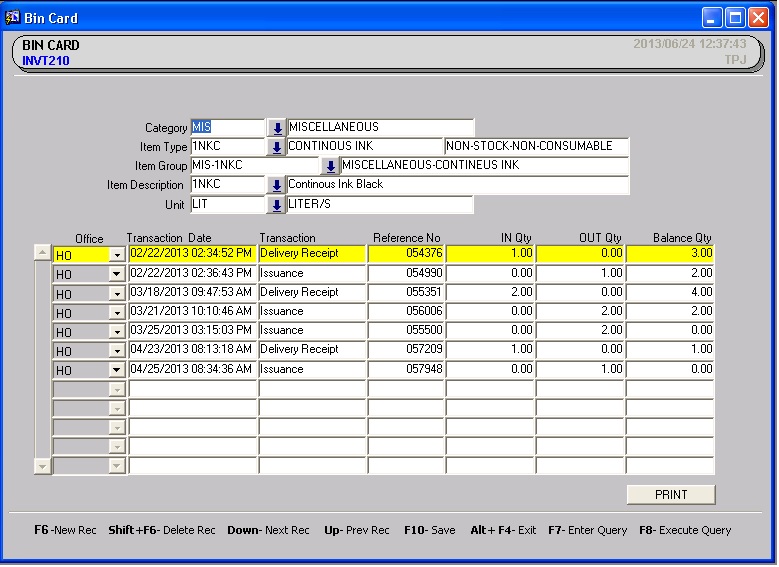 Bin Card
BIN CARD 2013/06/24 12:37:43
INVT210 TPJ
Category MIS MISCELLANEOUS
Item Type 1NKC CONTINOUS INK NON-STOCK-NON-CONSUMABLE
Item Group MIS-1NKC MISCELLANEOUS-CONTINEUS INK
Item Description 1NKC Continous Ink Black
Unit LIT LITER/S
Office Transaction Date Transaction Reference No IN Qty OUT Qty Balance Qty
HO 02/22/2013 02:34:52 PM Delivery Receipt 054376 1.00 0.00 3.00
HO 02/22/2013 02:36:43 PM Issuance 054990 0.00 1.00 2.00
HO 03/18/2013 09:47:53 AM Delivery Receipt 055351 2.00 0.00 4.00
HO 03/21/2013 10:10:46 AM Issuance 056006 0.00 2.00 2.00
HO 03/25/2013 03:15:03 PM Issuance 055500 0.00 2.00 0.00
HO 04/23/2013 08:13:18 AM Delivery Receipt 057209 1.00 0.00 1.00
HO 04/25/2013 08:34:36 AM Issuance 057948 0.00 1.00 0.00
PRINT
F6 -New Rec Shift+F6- Delete Rec Down- Next Rec Up- Prev Rec F10- Save Alt+ F4- Exit F7- Enter Query F8- Execute Query